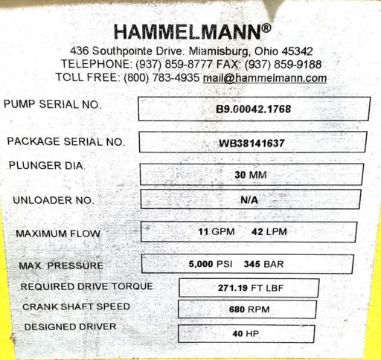 HAMMELMANN®
436 Southpointe Drive. Miamisburg, Ohio 45342
TELEPHONE: (937) 859-8777 FAX: (937) 859-9188
TOLL FREE: (800) 783-4935 mail@hammelmann.com
PUMP SERIAL NO. B9.00042.1768
PACKAGE SERIAL NO. WB38141637
PLUNGER DIA. 30 MM
UNLOADER NO. N/A
MAXIMUM FLOW 11 GPM 42 LPM
MAX. PRESSURE 5,000 PSI 345 BAR
REQUIRED DRIVE TORQUE 271.19 FT LBF
CRANK SHAFT SPEED 680 RPM
DESIGNED DRIVER 40 HP